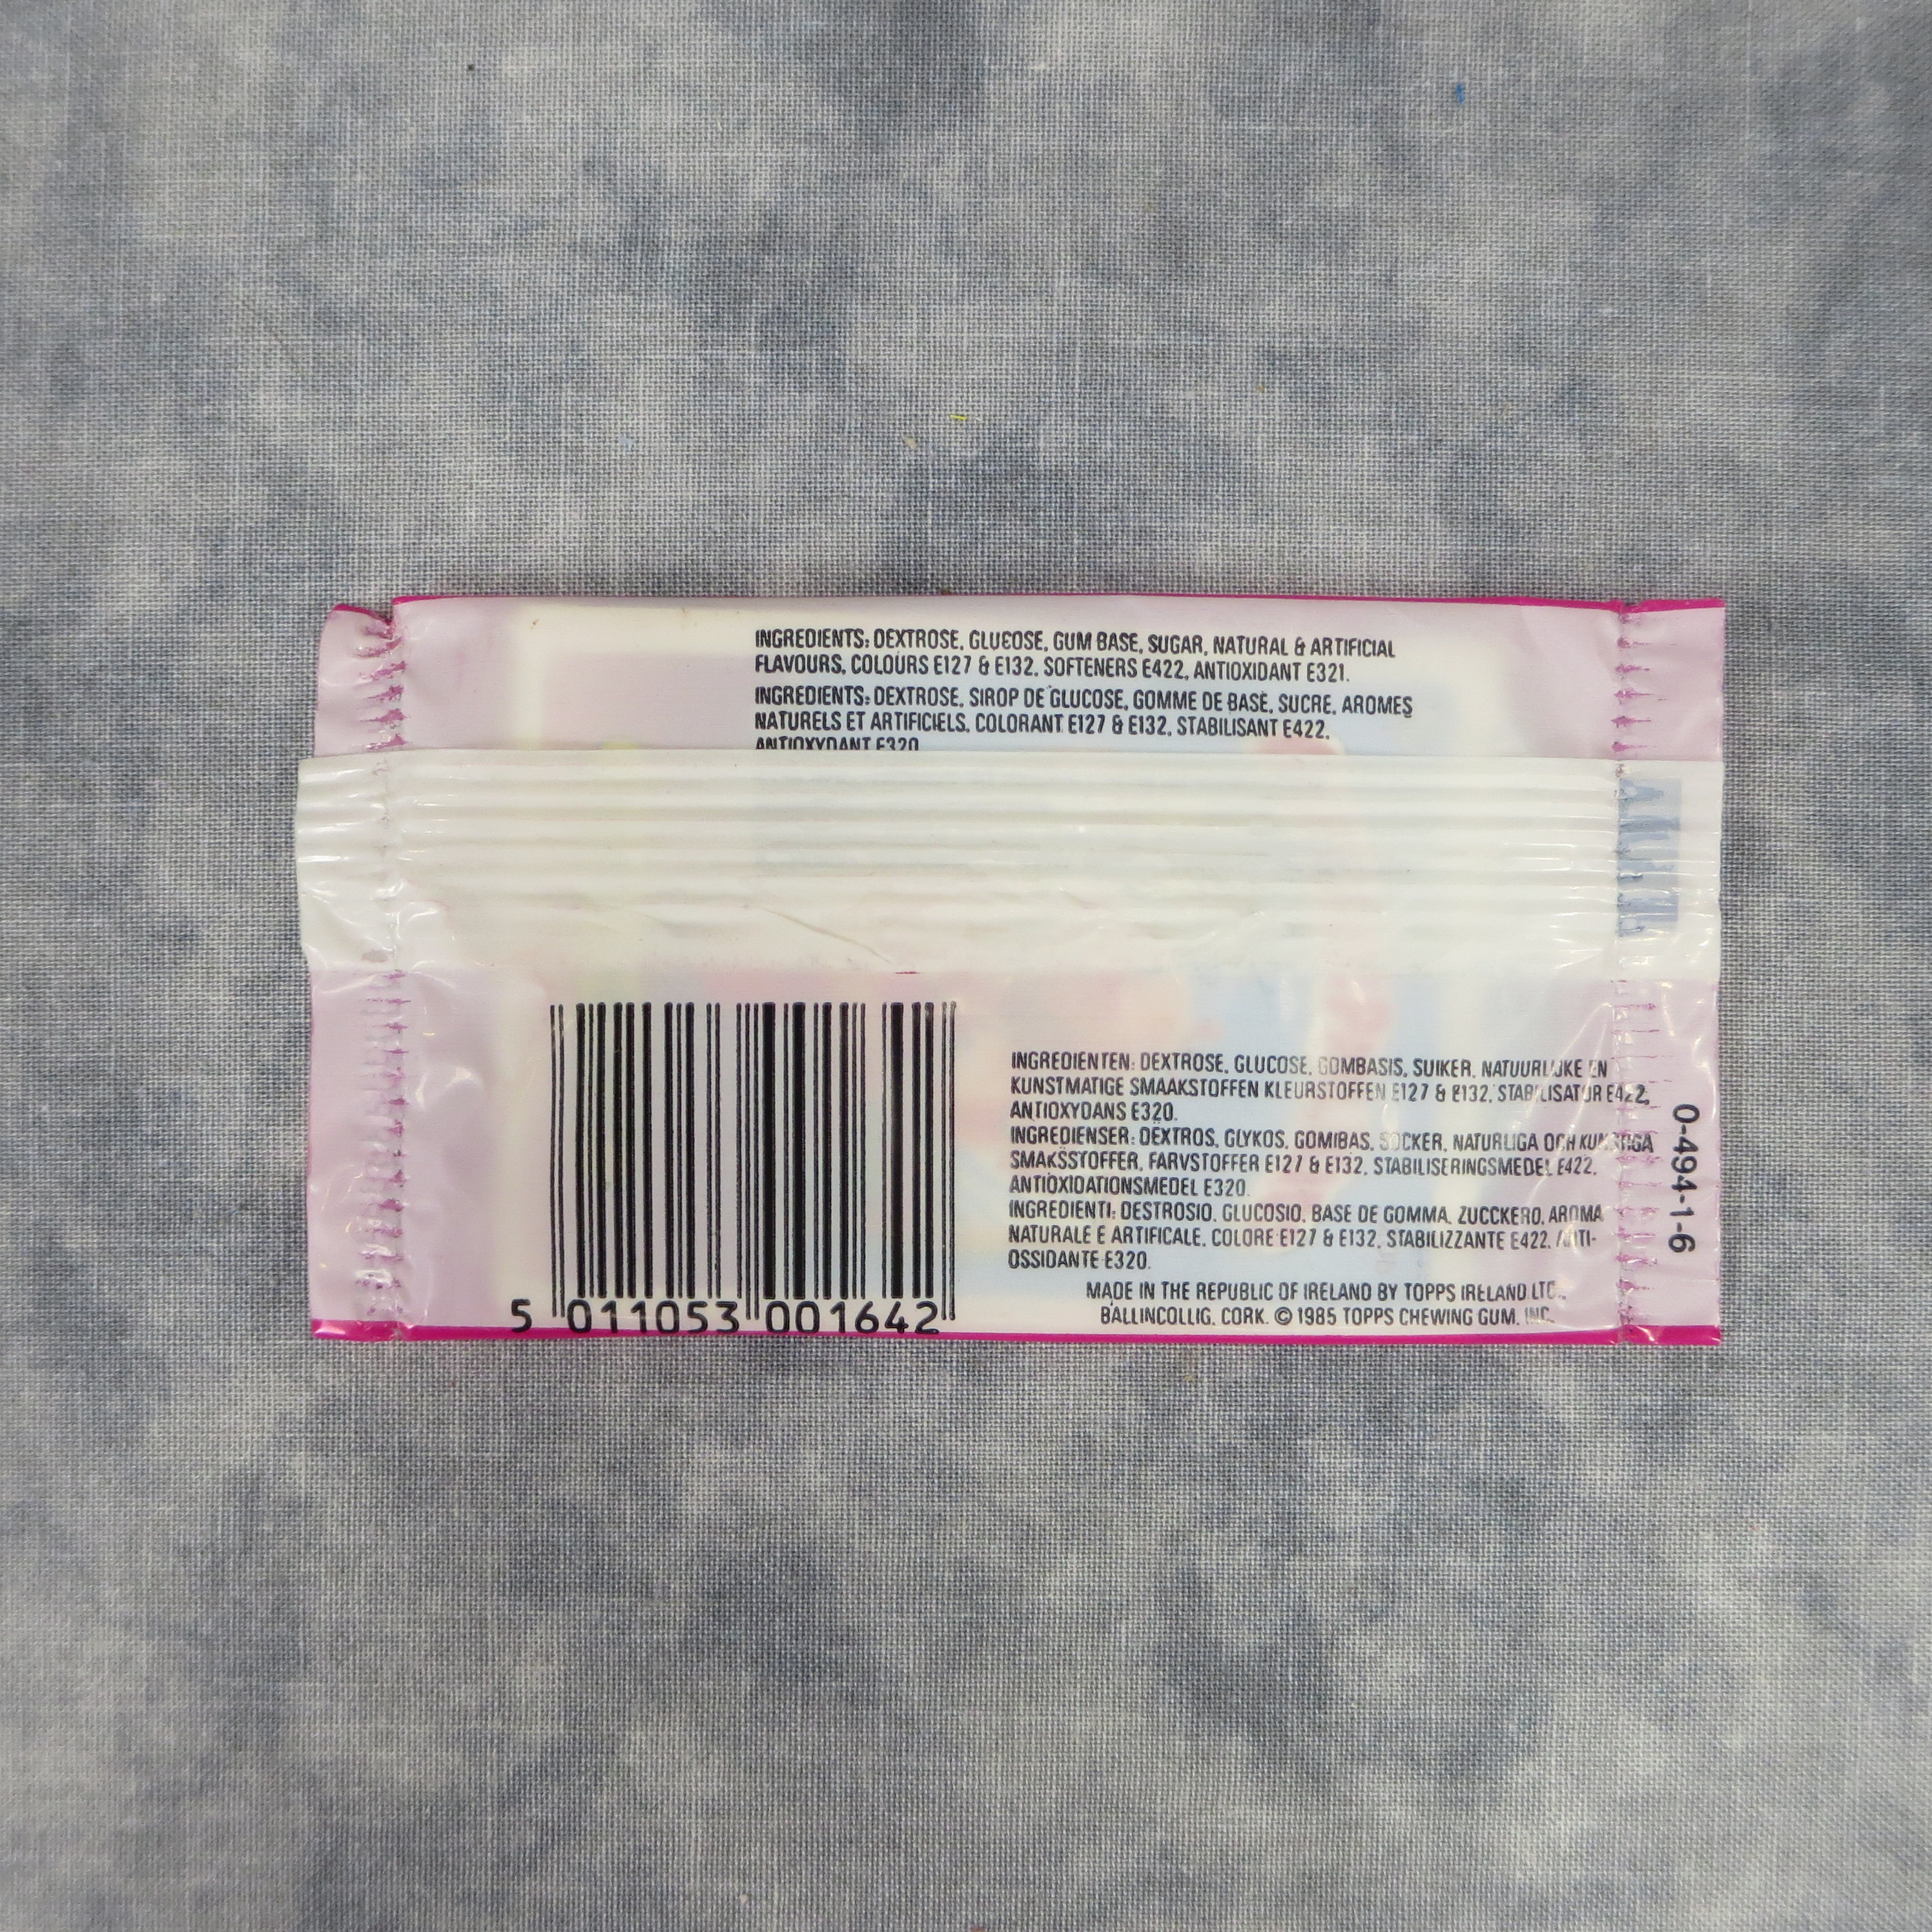 INGREDIENTS: DEXTROSE, GLUCOSE, GUM BASE, SUGAR, NATURAL & ARTIFICIAL
FLAVOURS, COLOURS E127 & E132, SOFTENERS E422, ANTIOXIDANT E321.
INGREDIENTS: DEXTROSE, SIROP DE GLUCOSE, GOMME DE BASE, SUCRE, AROMES
NATURELS ET ARTIFICIELS, COLORANT E127 & E132, STABILISANT E422,
ANTIOXYDANT E320
INGREDIENTEN: DEXTROSE, GLUCOSE, GOMBASIS, SUIKER, NATUURLIJKE EN
KUNSTMATIGE SMAAKSTOFFEN KLEURSTOFFEN E127 & E132, STABILISATOR E422,
ANTIOXYDANS E320.
INGREDIENSER: DEXTROS, GLYKOS, GOMIBAS, SOCKER, NATURLIGA OCH KUNSTIGA
SMAKSSTOFFER, FARVSTOFFER E127 & E132, STABILISERINGSMEDEL E422,
ANTIOXIDATIONSMEDEL E320.
INGREDIENTI: DESTROSIO, GLUCOSIO, BASE DE GOMMA, ZUCCKERO, AROMA
NATURALE E ARTIFICALE, COLORE E127 & E132, STABILIZZANTE E422, ANTI-
OSSIDANTE E320.
MADE IN THE REPUBLIC OF IRELAND BY TOPPS IRELAND LTD.,
BALLINCOLLIG, CORK. © 1985 TOPPS CHEWING GUM, INC.
5 011053 001642
0-494-1-6